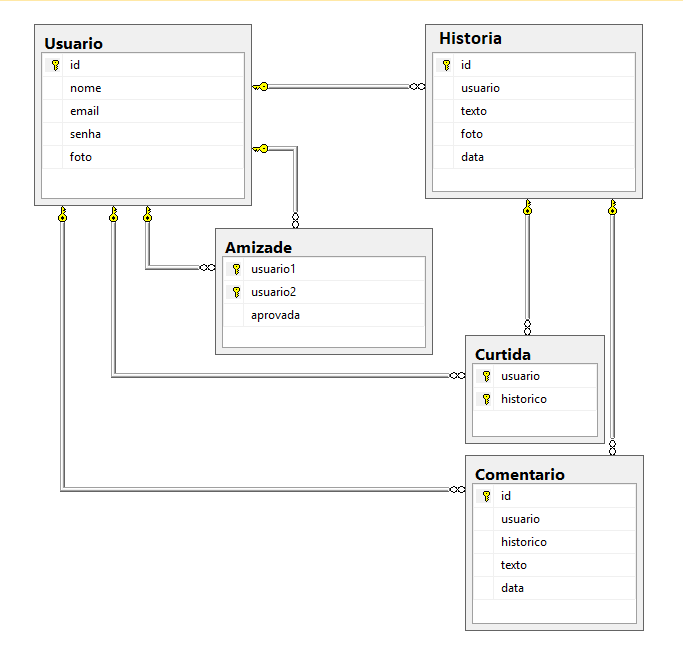 Usuario
id
nome
email
senha
foto
Historia
id
usuario
texto
foto
data
Amizade
usuario1
usuario2
aprovada
Curtida
usuario
historico
Comentario
id
usuario
historico
texto
data